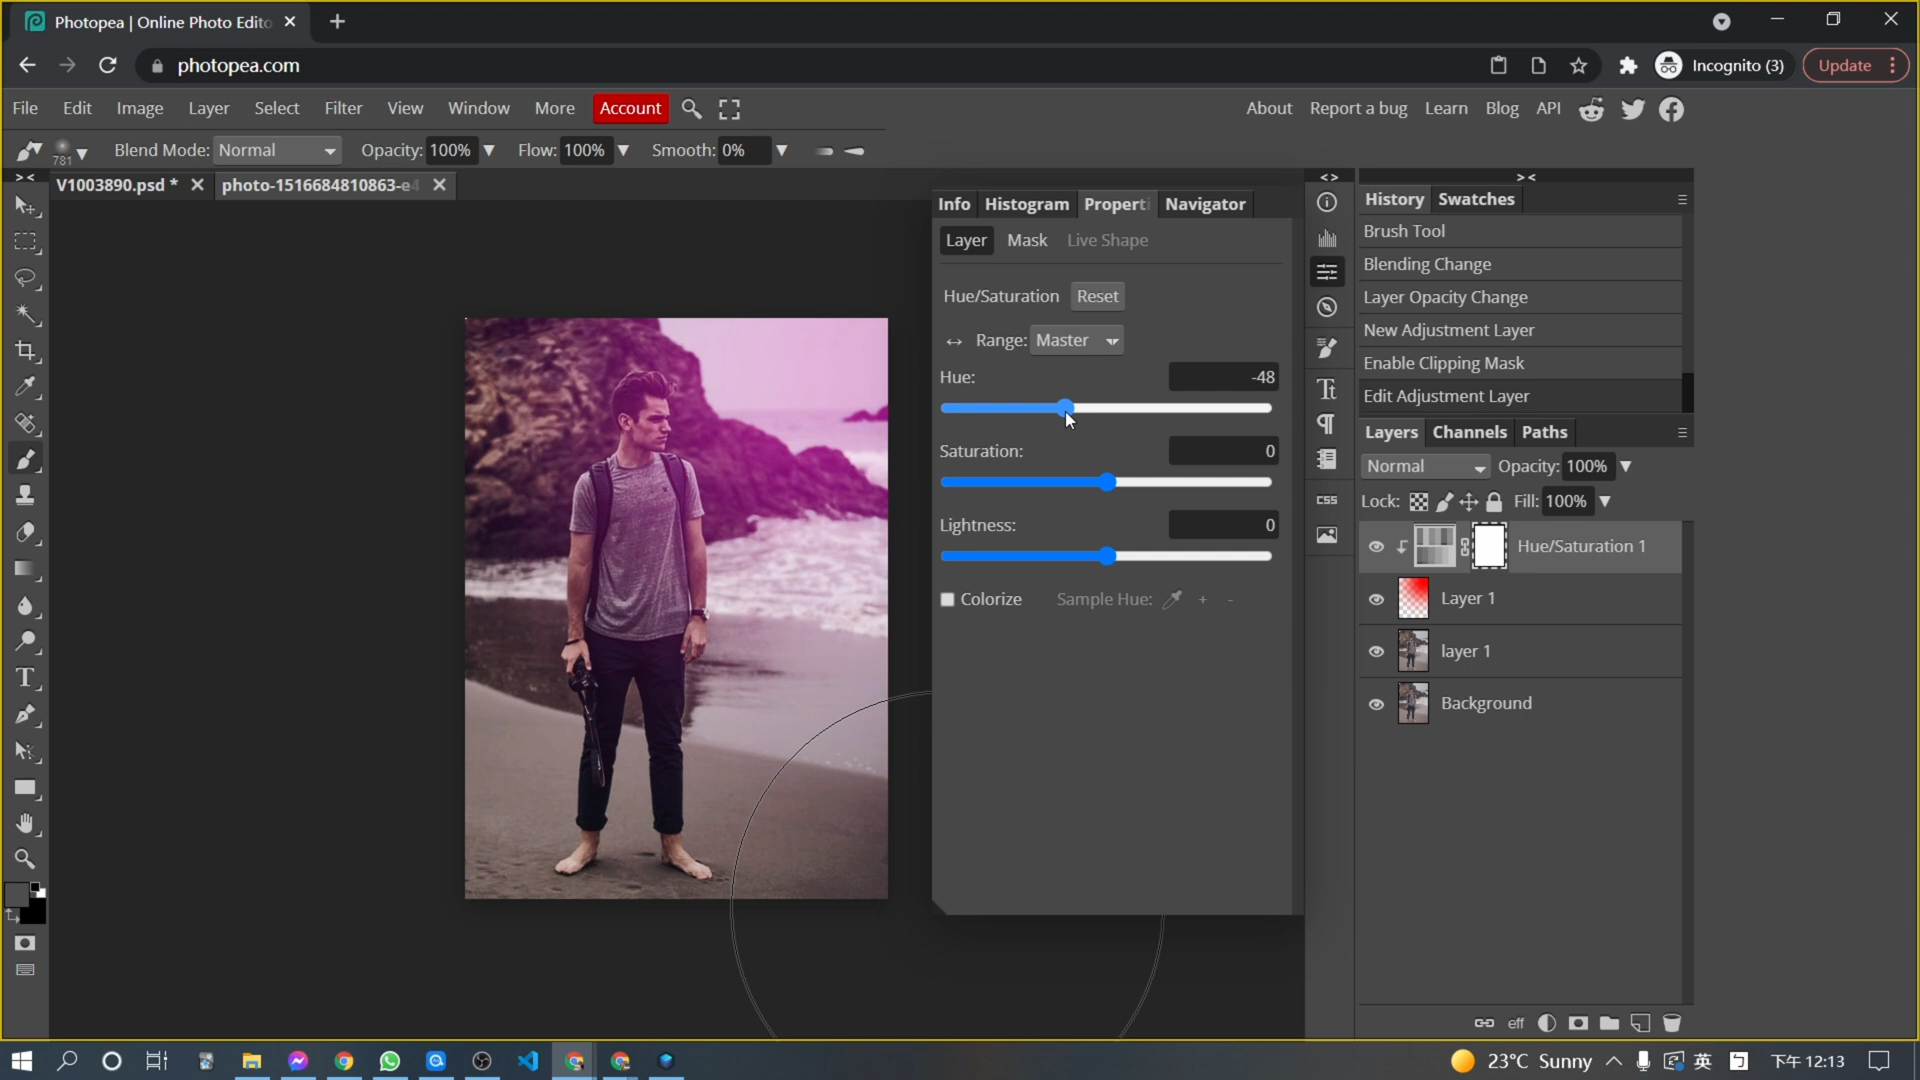 Photopea | Online Photo Edito
photopea.com
Incognito (3)
Update
File Edit Image Layer Select Filter View Window More Account
About Report a bug Learn Blog API
781 Blend Mode: Normal Opacity: 100% Flow: 100% Smooth: 0%
V1003890.psd * photo-1516684810863-e4
Info Histogram Properti Navigator
Layer Mask Live Shape
Hue/Saturation Reset
Range: Master
Hue: -48
Saturation: 0
Lightness: 0
Colorize Sample Hue: + -
CSS
History Swatches
Brush Tool
Blending Change
Layer Opacity Change
New Adjustment Layer
Enable Clipping Mask
Edit Adjustment Layer
Layers Channels Paths
Normal Opacity: 100%
Lock: Fill: 100%
Hue/Saturation 1
Layer 1
layer 1
Background
eff
23°C Sunny 英 下午 12:13